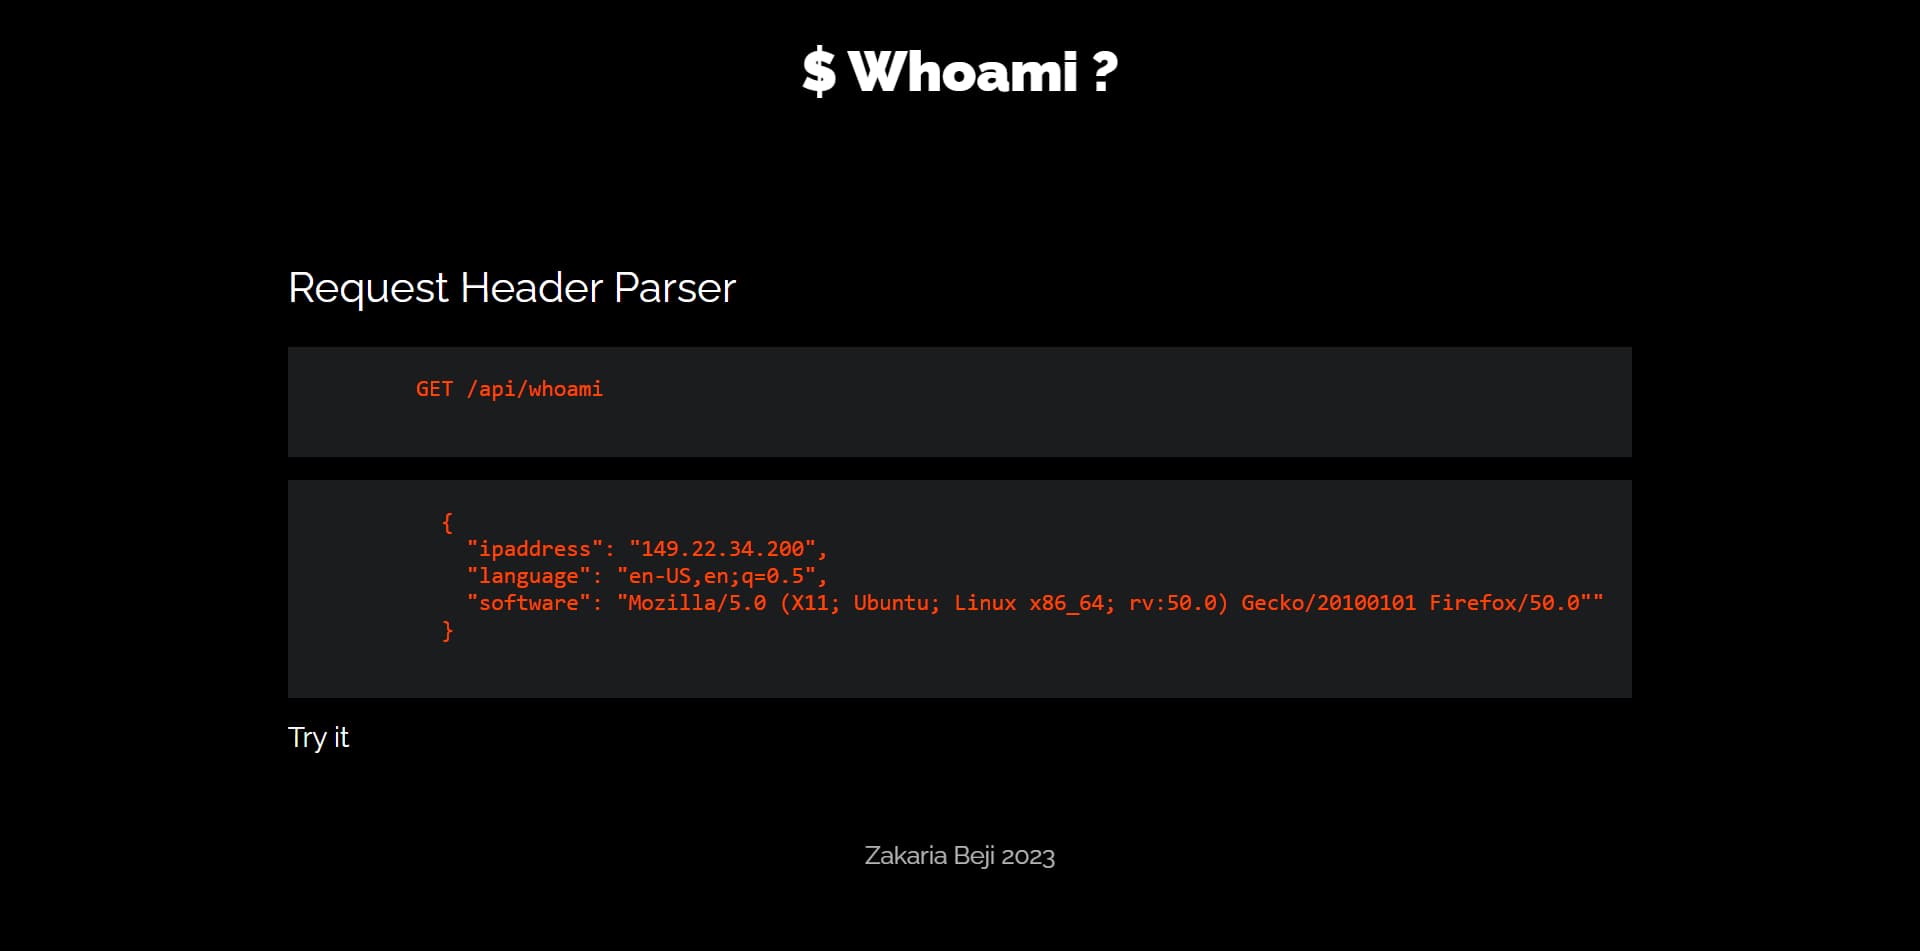 $ Whoami ?
Request Header Parser
GET /api/whoami
{
"ipaddress": "149.22.34.200",
"language": "en-US,en;q=0.5",
"software": "Mozilla/5.0 (X11; Ubuntu; Linux x86_64; rv:50.0) Gecko/20100101 Firefox/50.0""
}
Try it
Zakaria Beji 2023